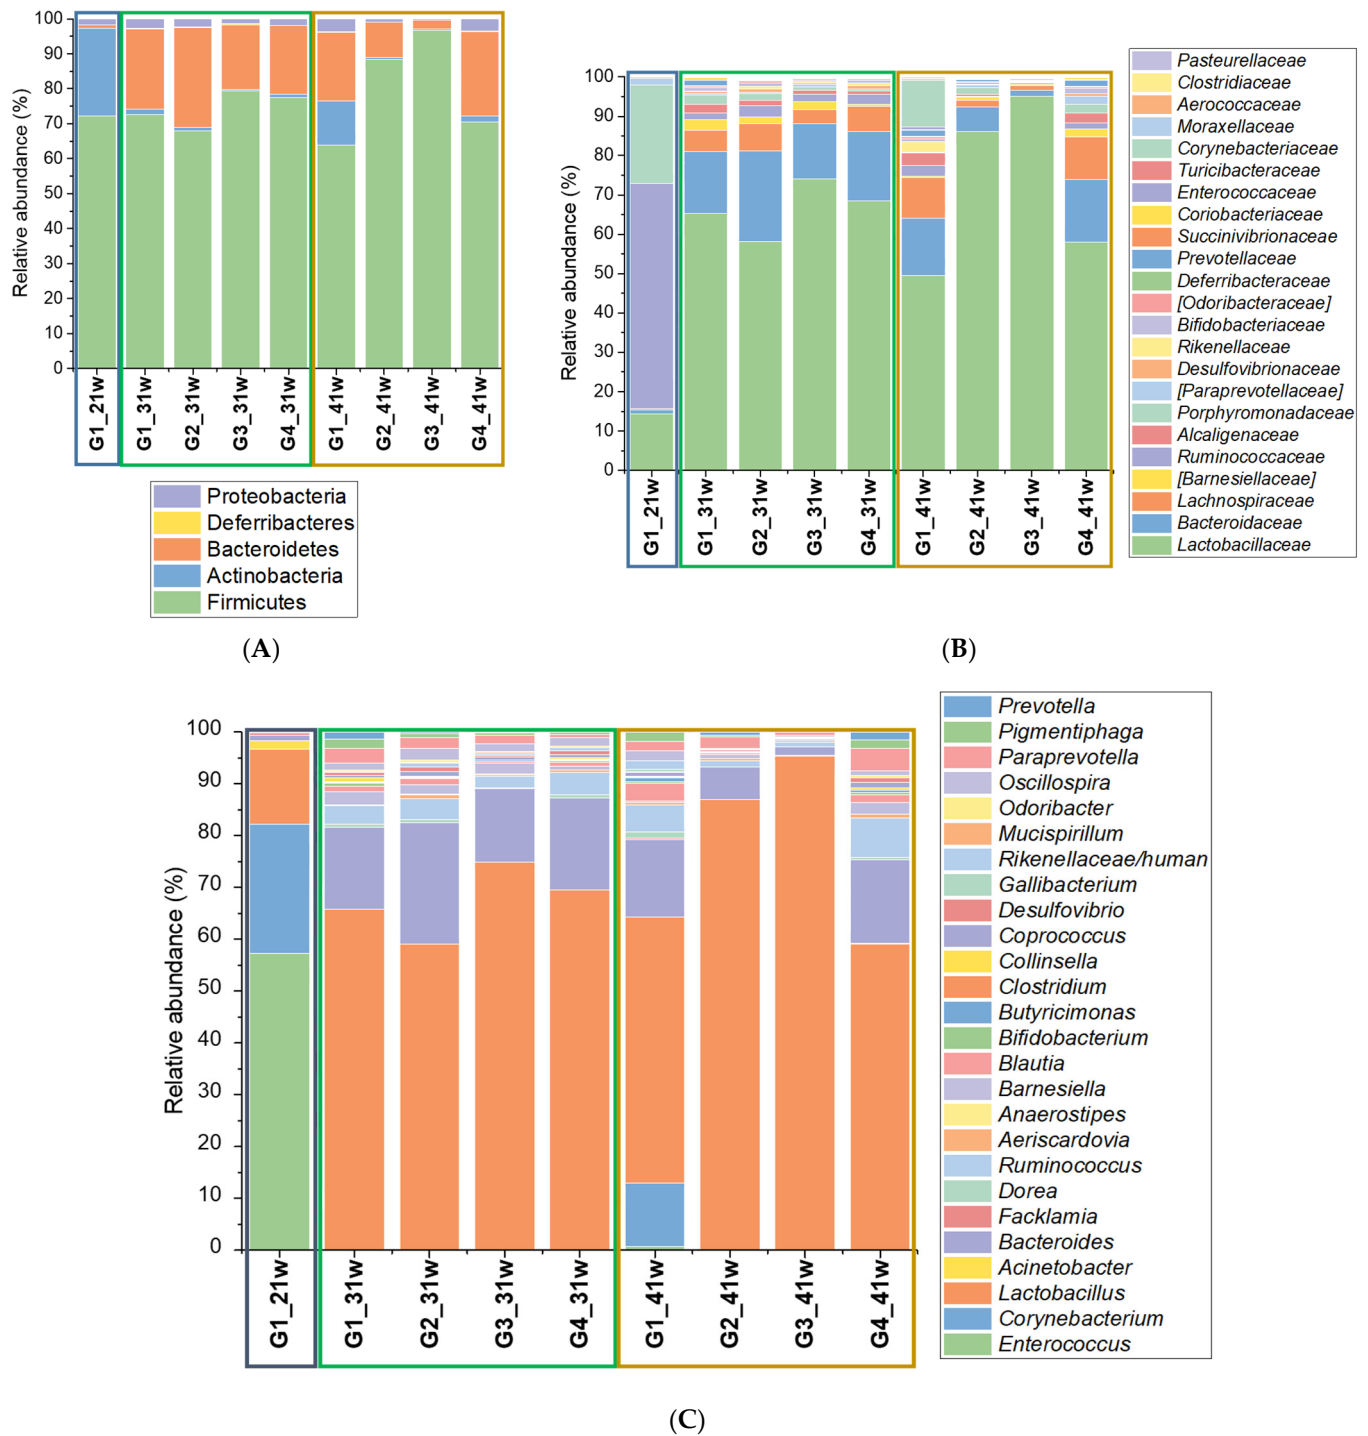 Relative abundance (%)
100
90
80
70
60
50
40
30
20
10
0
G1_21w
G1_31w
G2_31w
G3_31w
G4_31w
G1_41w
G2_41w
G3_41w
G4_41w
Proteobacteria
Deferribacteres
Bacteroidetes
Actinobacteria
Firmicutes
(A)
Relative abundance (%)
100
90
80
70
60
50
40
30
20
10
0
G1_21w
G1_31w
G2_31w
G3_31w
G4_31w
G1_41w
G2_41w
G3_41w
G4_41w
Pasteurellaceae
Clostridiaceae
Aerococcaceae
Moraxellaceae
Corynebacteriaceae
Turicibacteraceae
Enterococcaceae
Coriobacteriaceae
Succinivibrionaceae
Prevotellaceae
Deferribacteraceae
[Odoribacteraceae]
Bifidobacteriaceae
Rikenellaceae
Desulfovibrionaceae
[Paraprevotellaceae]
Porphyromonadaceae
Alcaligenaceae
Ruminococcaceae
[Barnesiellaceae]
Lachnospiraceae
Bacteroidaceae
Lactobacillaceae
(B)
Relative abundance (%)
100
90
80
70
60
50
40
30
20
10
0
G1_21w
G1_31w
G2_31w
G3_31w
G4_31w
G1_41w
G2_41w
G3_41w
G4_41w
Prevotella
Pigmentiphaga
Paraprevotella
Oscillospira
Odoribacter
Mucispirillum
Rikenellaceae/human
Gallibacterium
Desulfovibrio
Coprococcus
Collinsella
Clostridium
Butyricimonas
Bifidobacterium
Blautia
Barnesiella
Anaerostipes
Aeriscardovia
Ruminococcus
Dorea
Facklamia
Bacteroides
Acinetobacter
Lactobacillus
Corynebacterium
Enterococcus
(C)